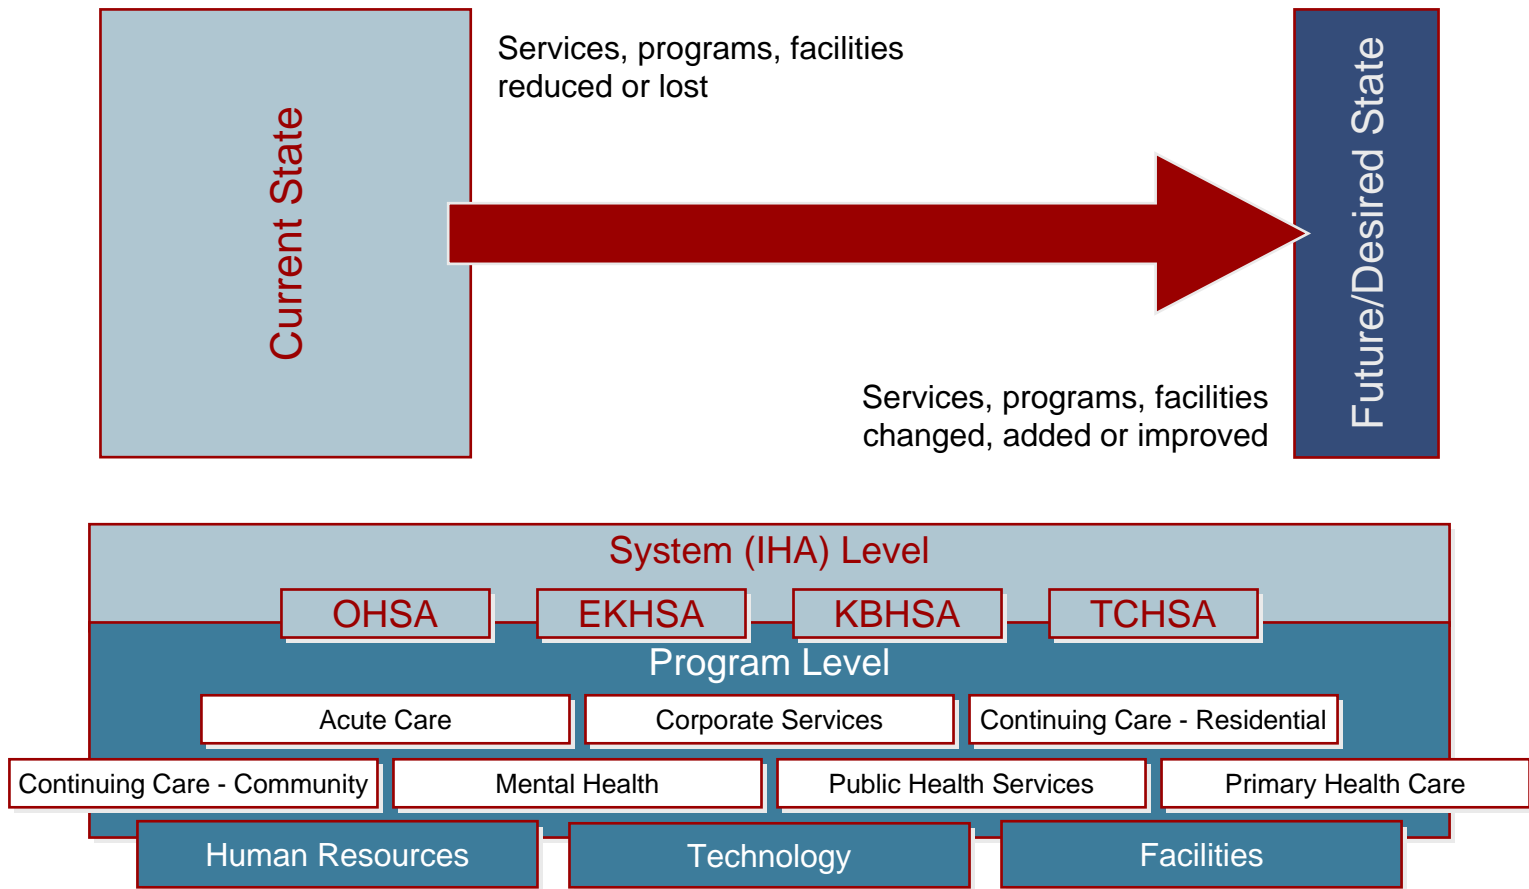 Current State
Services, programs, facilities
reduced or lost
Services, programs, facilities
changed, added or improved
Future/Desired State
System (IHA) Level
OHSA
EKHSA
KBHSA
TCHSA
Program Level
Acute Care
Corporate Services
Continuing Care - Residential
Continuing Care - Community
Mental Health
Public Health Services
Primary Health Care
Human Resources
Technology
Facilities